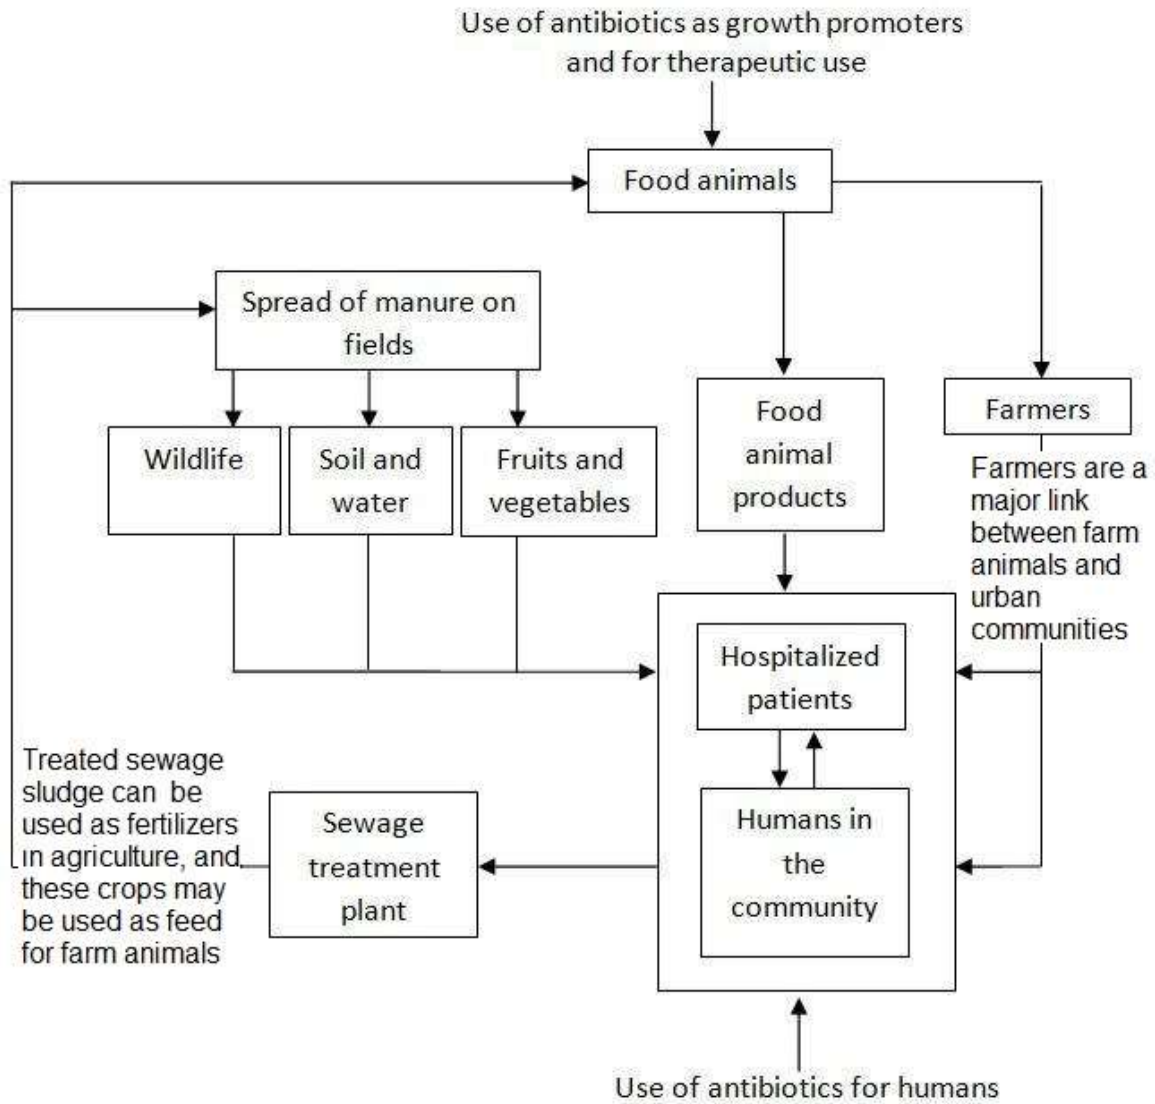 Use of antibiotics as growth promoters
and for therapeutic use
Food animals
Spread of manure on
fields
Wildlife
Soil and
water
Fruits and
vegetables
Food
animal
products
Farmers
Farmers are a
major link
between farm
animals and
urban
communities
Hospitalized
patients
Humans in
the
community
Sewage
treatment
plant
Treated sewage
sludge can be
used as fertilizers
in agriculture, and
these crops may
be used as feed
for farm animals
Use of antibiotics for humans